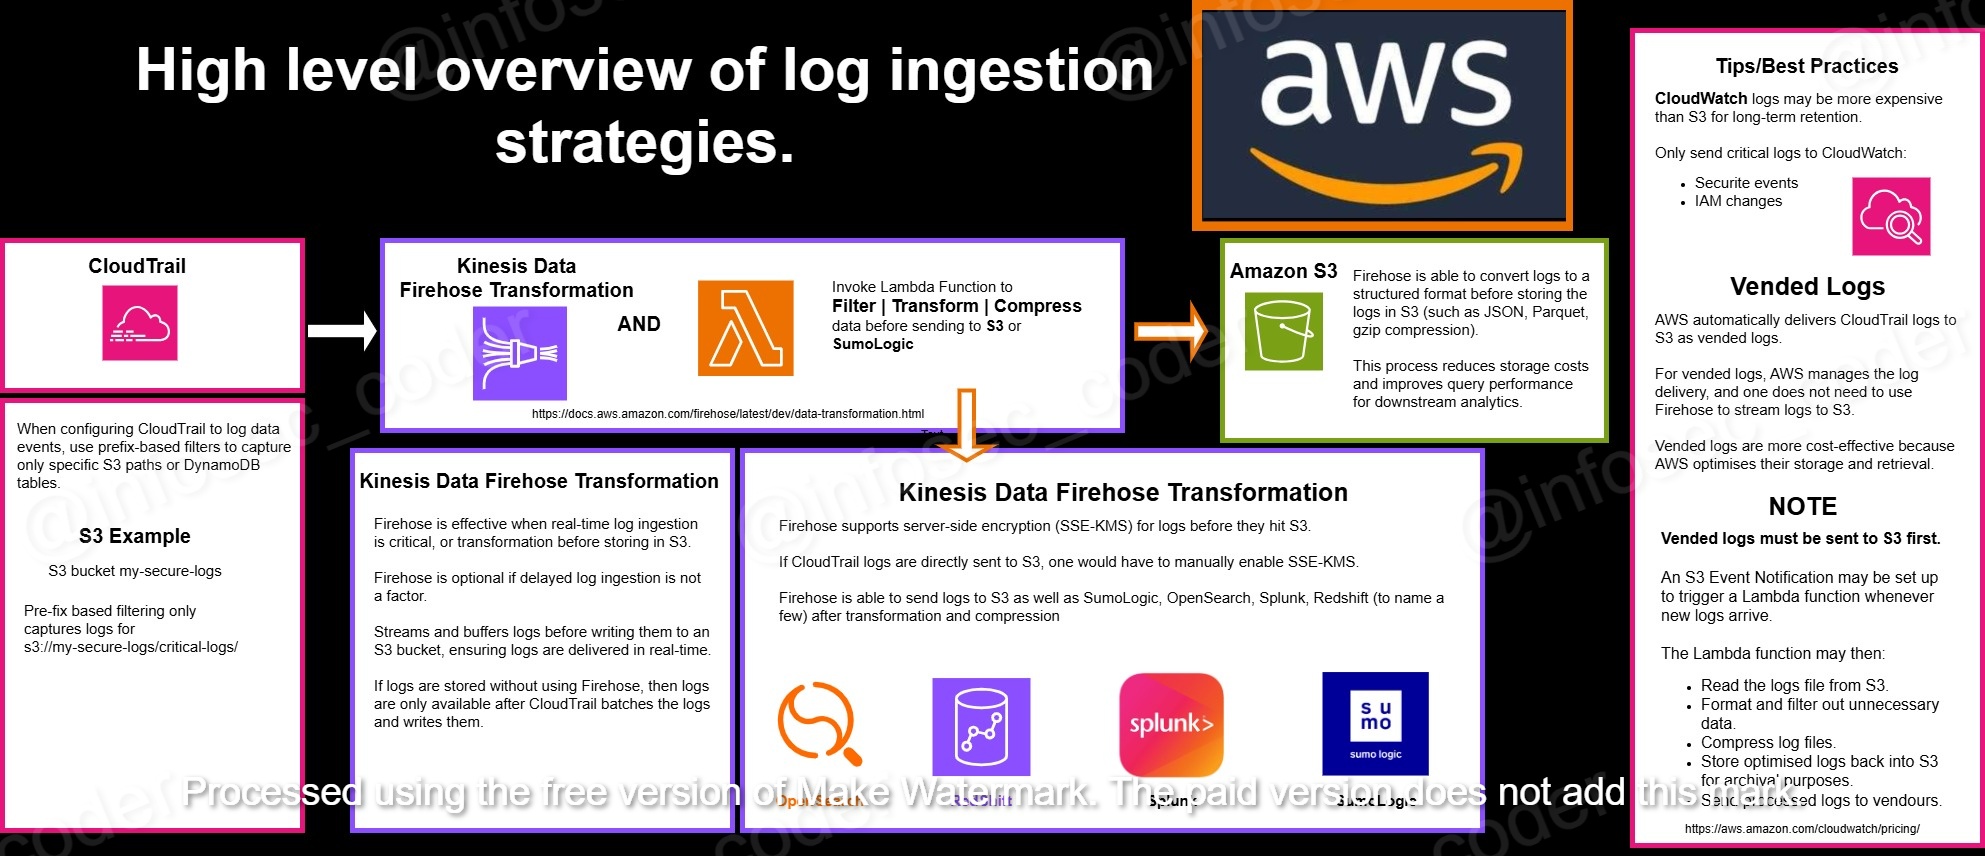 High level overview of log ingestion
strategies.
aws
CloudTrail
When configuring CloudTrail to log data
events, use prefix-based filters to capture
only specific S3 paths or DynamoDB
tables.
S3 Example
S3 bucket my-secure-logs
Pre-fix based filtering only
captures logs for
s3://my-secure-logs/critical-logs/
Kinesis Data
Firehose Transformation
AND
Invoke Lambda Function to
Filter | Transform | Compress
data before sending to S3 or
SumoLogic
https://docs.aws.amazon.com/firehose/latest/dev/data-transformation.html
Text
Amazon S3
Firehose is able to convert logs to a
structured format before storing the
logs in S3 (such as JSON, Parquet,
gzip compression).
This process reduces storage costs
and improves query performance
for downstream analytics.
Kinesis Data Firehose Transformation
Firehose is effective when real-time log ingestion
is critical, or transformation before storing in S3.
Firehose is optional if delayed log ingestion is not
a factor.
Streams and buffers logs before writing them to an
S3 bucket, ensuring logs are delivered in real-time.
If logs are stored without using Firehose, then logs
are only available after CloudTrail batches the logs
and writes them.
Kinesis Data Firehose Transformation
Firehose supports server-side encryption (SSE-KMS) for logs before they hit S3.
If CloudTrail logs are directly sent to S3, one would have to manually enable SSE-KMS.
Firehose is able to send logs to S3 as well as SumoLogic, OpenSearch, Splunk, Redshift (to name a
few) after transformation and compression
splunk>
su
mo
sumo logic
OpenSearch
RedShift
Splunk
SumoLogic
Tips/Best Practices
CloudWatch logs may be more expensive
than S3 for long-term retention.
Only send critical logs to CloudWatch:
• Securite events
• IAM changes
Vended Logs
AWS automatically delivers CloudTrail logs to
S3 as vended logs.
For vended logs, AWS manages the log
delivery, and one does not need to use
Firehose to stream logs to S3.
Vended logs are more cost-effective because
AWS optimises their storage and retrieval.
NOTE
Vended logs must be sent to S3 first.
An S3 Event Notification may be set up
to trigger a Lambda function whenever
new logs arrive.
The Lambda function may then:
• Read the logs file from S3.
• Format and filter out unnecessary
data.
• Compress log files.
• Store optimised logs back into S3
for archival purposes.
• Send processed logs to vendours.
https://aws.amazon.com/cloudwatch/pricing/
Processed using the free version of Make Watermark. The paid version does not add this mark.
@infosec_coder